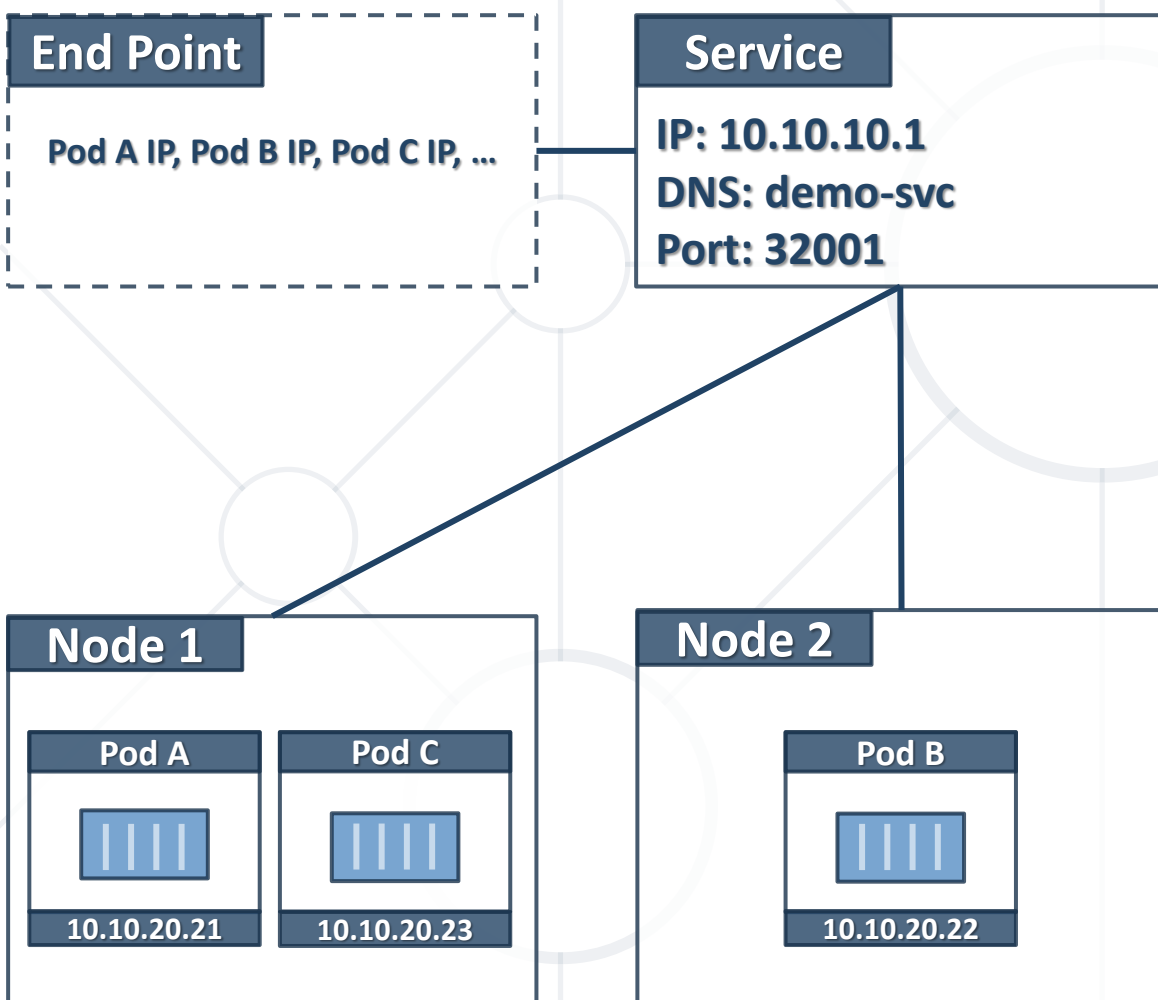 End Point
Pod A IP, Pod B IP, Pod C IP, ...
Service
IP: 10.10.10.1
DNS: demo-svc
Port: 32001
Node 1
Pod A
10.10.20.21
Pod C
10.10.20.23
Node 2
Pod B
10.10.20.22